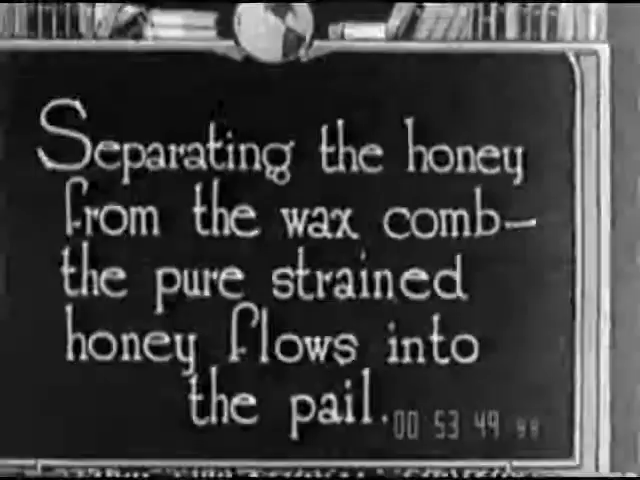 Separating the honey
from the wax comb—
the pure strained
honey flows into
the pail.
00 53 49